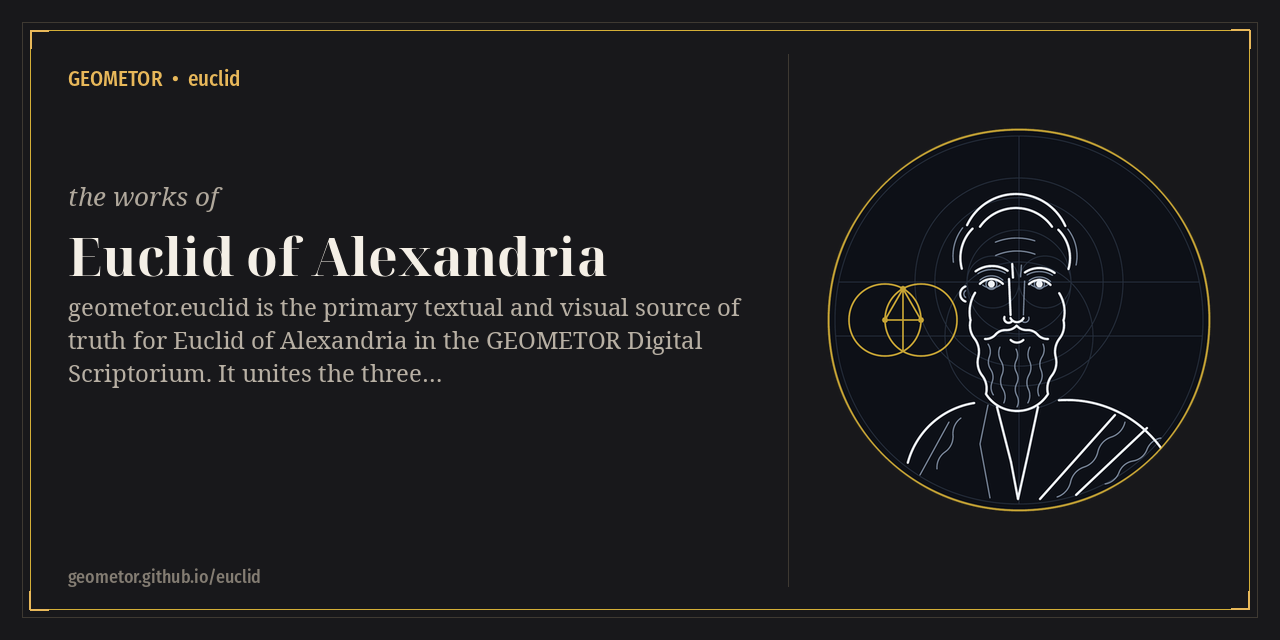 GEOMETOR • euclid
the works of
Euclid of Alexandria
geometor.euclid is the primary textual and visual source of
truth for Euclid of Alexandria in the GEOMETOR Digital
Scriptorium. It unites the three...
geometor.github.io/euclid